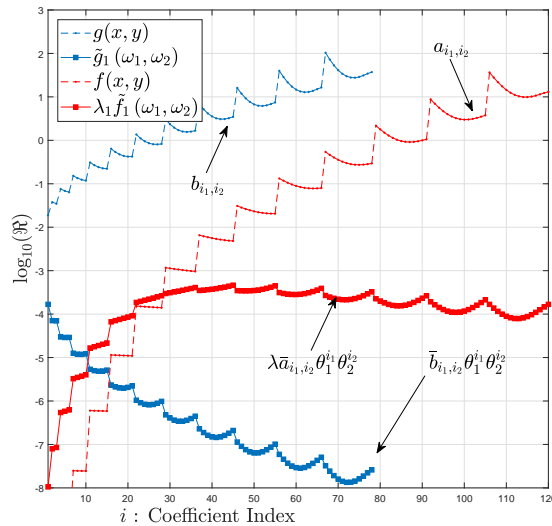 3
2
1
0
-1
-2
-3
-4
-5
-6
-7
-8
log₁₀(ℜ)
g(x, y)
g̃₁ (ω₁, ω₂)
f(x, y)
λ₁f̃₁ (ω₁, ω₂)
a_{i₁,i₂}
b_{i₁,i₂}
λā_{i₁,i₂}θ₁^{i₁}θ₂^{i₂}
b̄_{i₁,i₂}θ₁^{i₁}θ₂^{i₂}
10 20 30 40 50 60 70 80 90 100 110 120
i : Coefficient Index